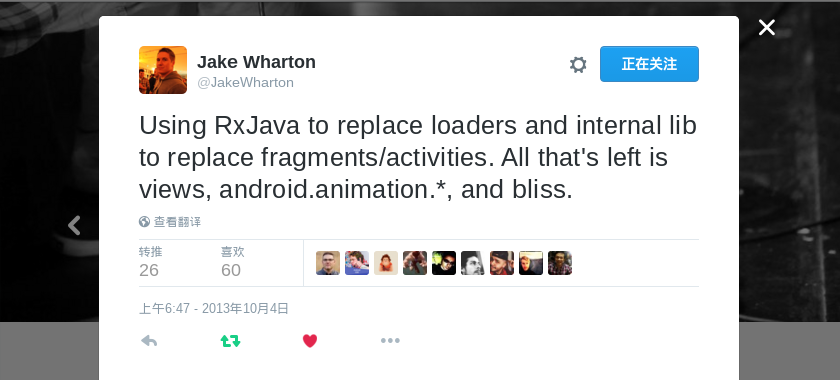 Jake Wharton
@JakeWharton
正在关注
Using RxJava to replace loaders and internal lib
to replace fragments/activities. All that's left is
views, android.animation.*, and bliss.
查看翻译
转推 喜欢
26 60
上午6:47 - 2013年10月4日